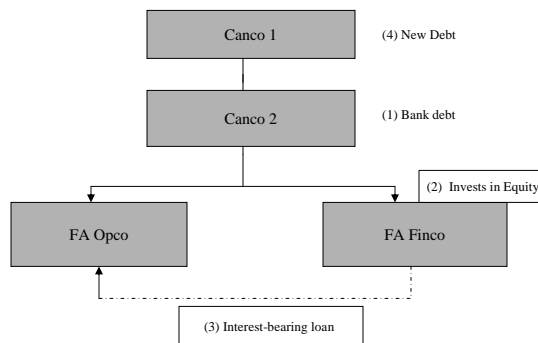 Canco 1
(4) New Debt
Canco 2
(1) Bank debt
(2) Invests in Equity
FA Opco
FA Finco
(3) Interest-bearing loan